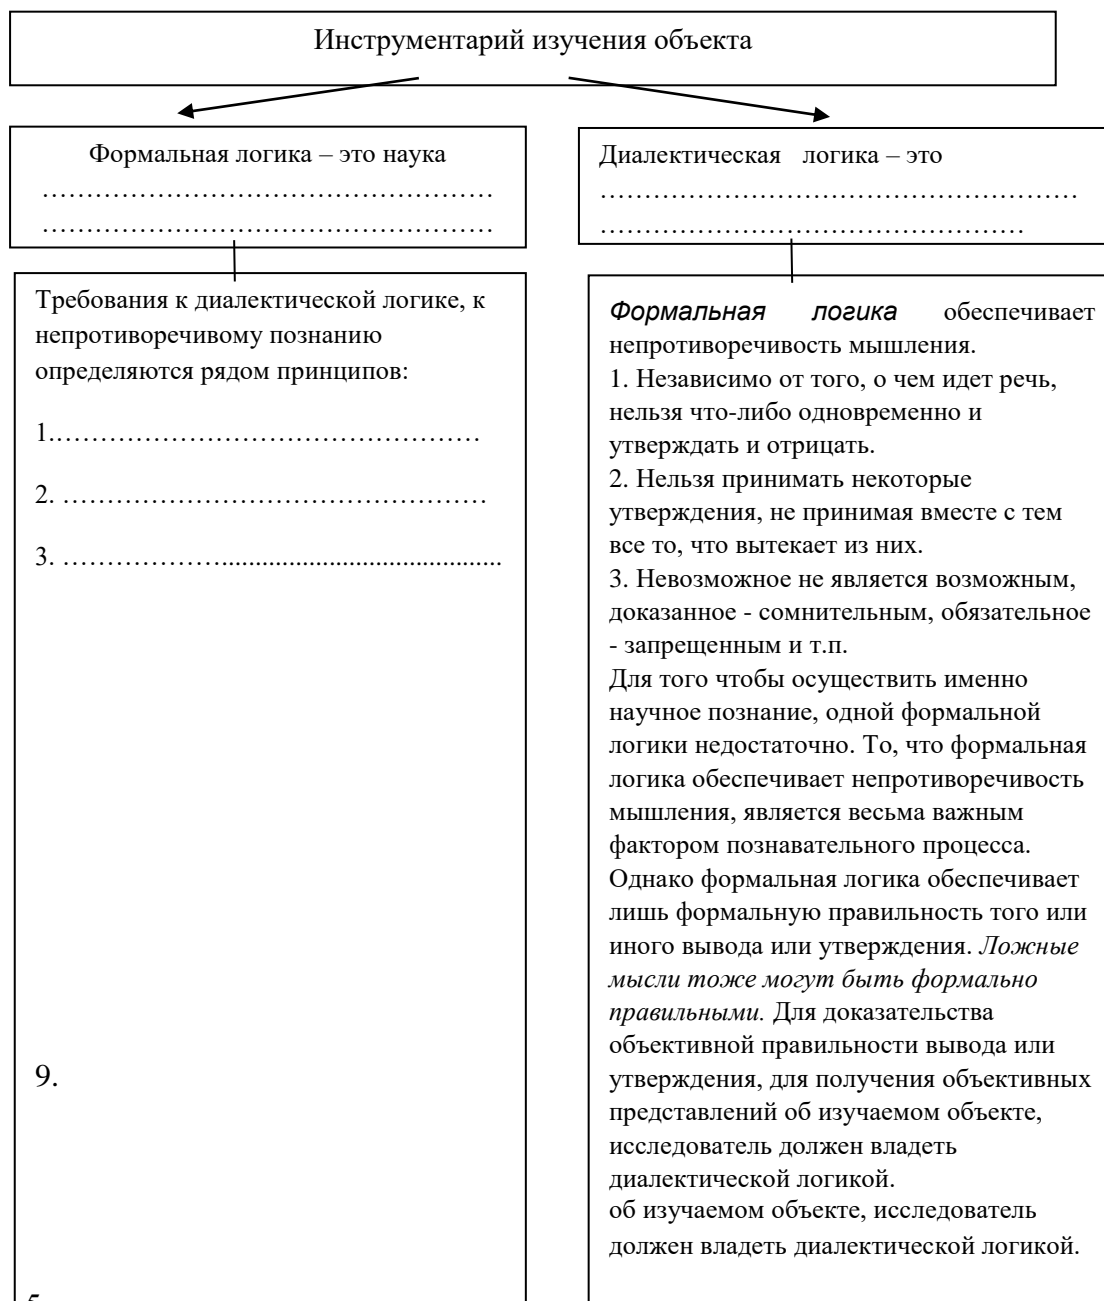 Инструментарий изучения объекта
Формальная логика – это наука
……………………………………………
……………………………………………
Диалектическая логика – это
………………………………………………
…………………………………………
Требования к диалектической логике, к
непротиворечивому познанию
определяются рядом принципов:
1.…………………………………………
2. …………………………………………
3. ………………..................................................
9.
Формальная логика обеспечивает
непротиворечивость мышления.
1. Независимо от того, о чем идет речь,
нельзя что-либо одновременно и
утверждать и отрицать.
2. Нельзя принимать некоторые
утверждения, не принимая вместе с тем
все то, что вытекает из них.
3. Невозможное не является возможным,
доказанное - сомнительным, обязательное
- запрещенным и т.п.
Для того чтобы осуществить именно
научное познание, одной формальной
логики недостаточно. То, что формальная
логика обеспечивает непротиворечивость
мышления, является весьма важным
фактором познавательного процесса.
Однако формальная логика обеспечивает
лишь формальную правильность того или
иного вывода или утверждения. Ложные
мысли тоже могут быть формально
правильными. Для доказательства
объективной правильности вывода или
утверждения, для получения объективных
представлений об изучаемом объекте,
исследователь должен владеть
диалектической логикой.
об изучаемом объекте, исследователь
должен владеть диалектической логикой.